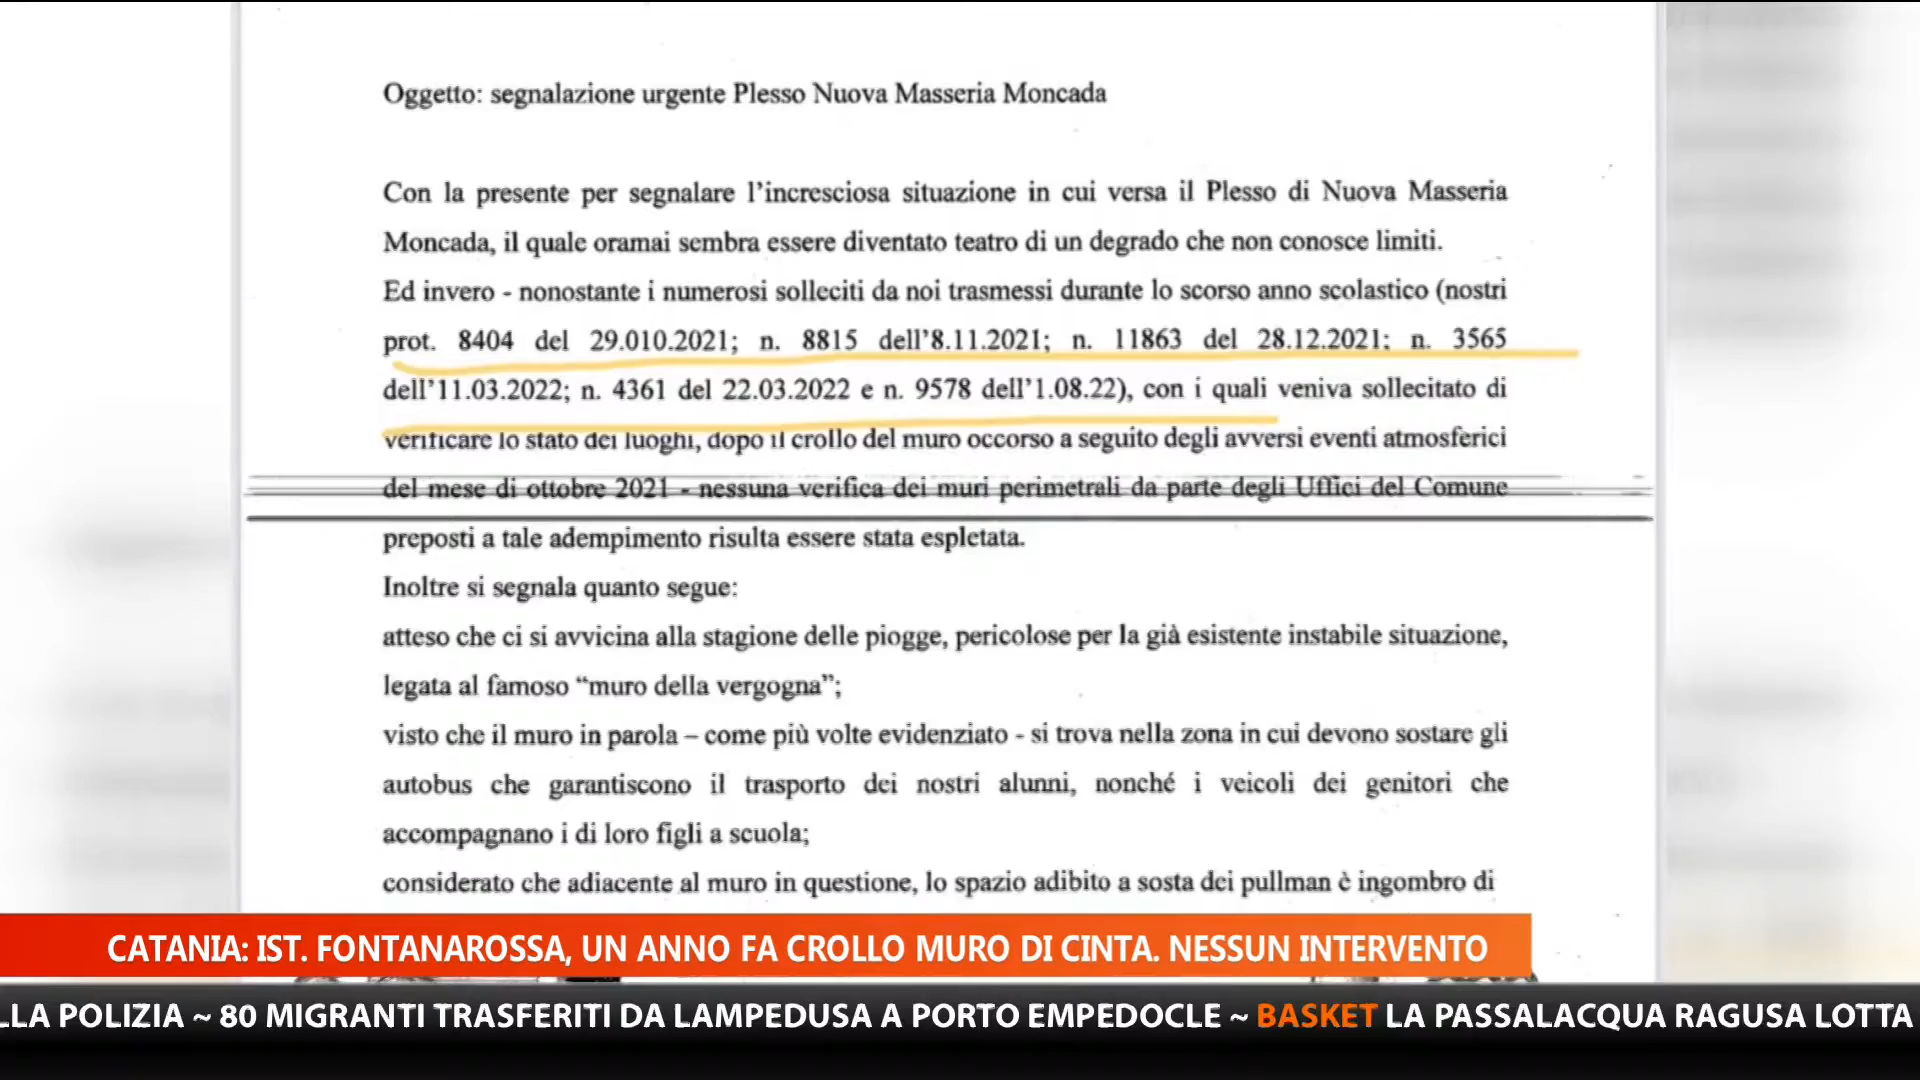 Oggetto: segnalazione urgente Plesso Nuova Masseria Moncada
Con la presente per segnalare l'incresciosa situazione in cui versa il Plesso di Nuova Masseria
Moncada, il quale oramai sembra essere diventato teatro di un degrado che non conosce limiti.
Ed invero - nonostante i numerosi solleciti da noi trasmessi durante lo scorso anno scolastico (nostri
prot. 8404 del 29.010.2021; n. 8815 dell'8.11.2021; n. 11863 del 28.12.2021; n. 3565
dell'11.03.2022; n. 4361 del 22.03.2022 e n. 9578 dell'1.08.22), con i quali veniva sollecitato di
verificare lo stato dei luoghi, dopo il crollo del muro occorso a seguito degli avversi eventi atmosferici
del mese di ottobre 2021 - nessuna verifica dei muri perimetrali da parte degli Uffici del Comune
preposti a tale adempimento risulta essere stata espletata.
Inoltre si segnala quanto segue:
atteso che ci si avvicina alla stagione delle piogge, pericolose per la già esistente instabile situazione,
legata al famoso “muro della vergogna”;
visto che il muro in parola – come più volte evidenziato - si trova nella zona in cui devono sostare gli
autobus che garantiscono il trasporto dei nostri alunni, nonché i veicoli dei genitori che
accompagnano i di loro figli a scuola;
considerato che adiacente al muro in questione, lo spazio adibito a sosta dei pullman è ingombro di
CATANIA: IST. FONTANAROSSA, UN ANNO FA CROLLO MURO DI CINTA. NESSUN INTERVENTO
LLA POLIZIA ~ 80 MIGRANTI TRASFERITI DA LAMPEDUSA A PORTO EMPEDOCLE ~ BASKET LA PASSALACQUA RAGUSA LOTTA